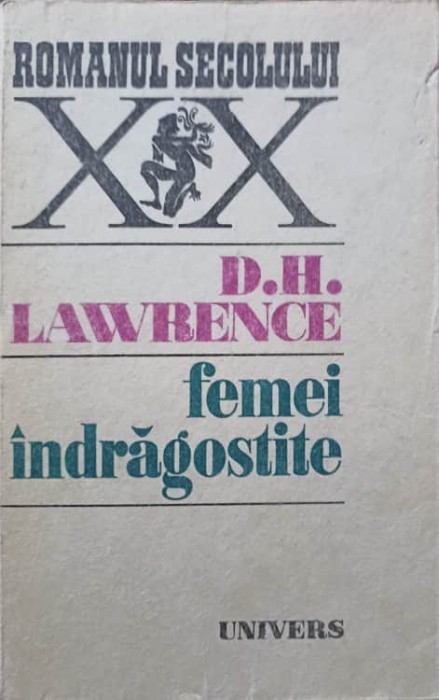 ROMANUL SECOLULUI
XX
D.H.
LAWRENCE
femei
îndrăgostite
UNIVERS